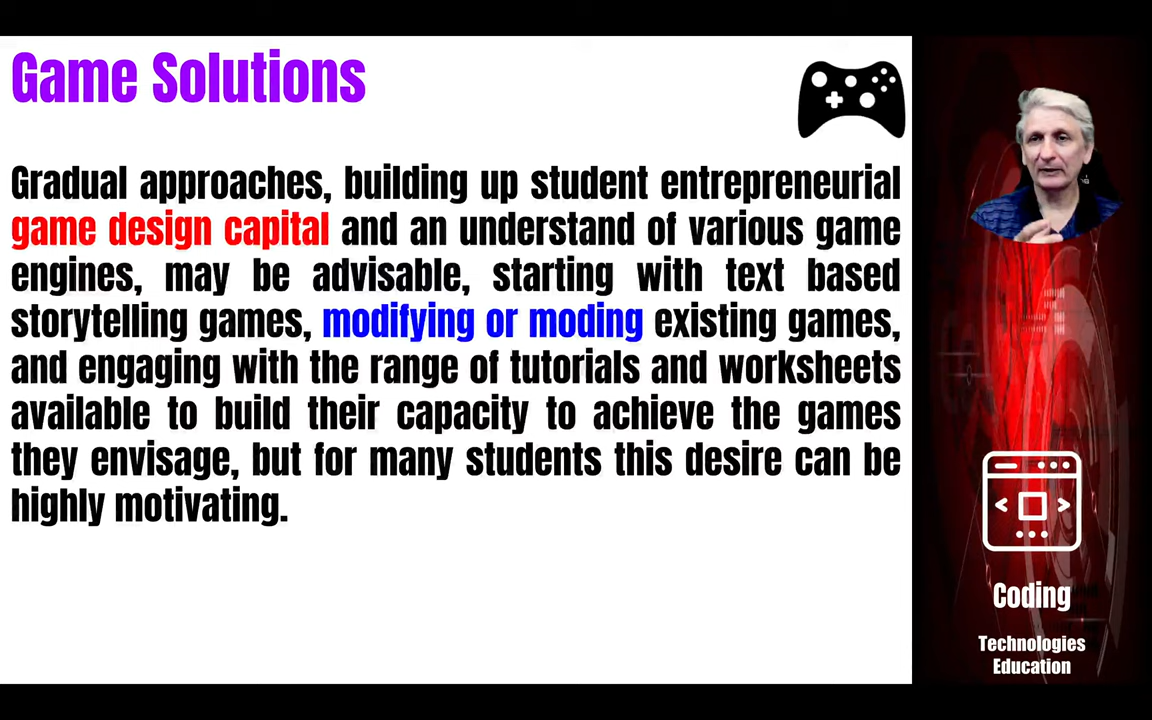 Game Solutions
Gradual approaches, building up student entrepreneurial
game design capital and an understand of various game
engines, may be advisable, starting with text based
storytelling games, modifying or moding existing games,
and engaging with the range of tutorials and worksheets
available to build their capacity to achieve the games
they envisage, but for many students this desire can be
highly motivating.
Coding
Technologies
Education